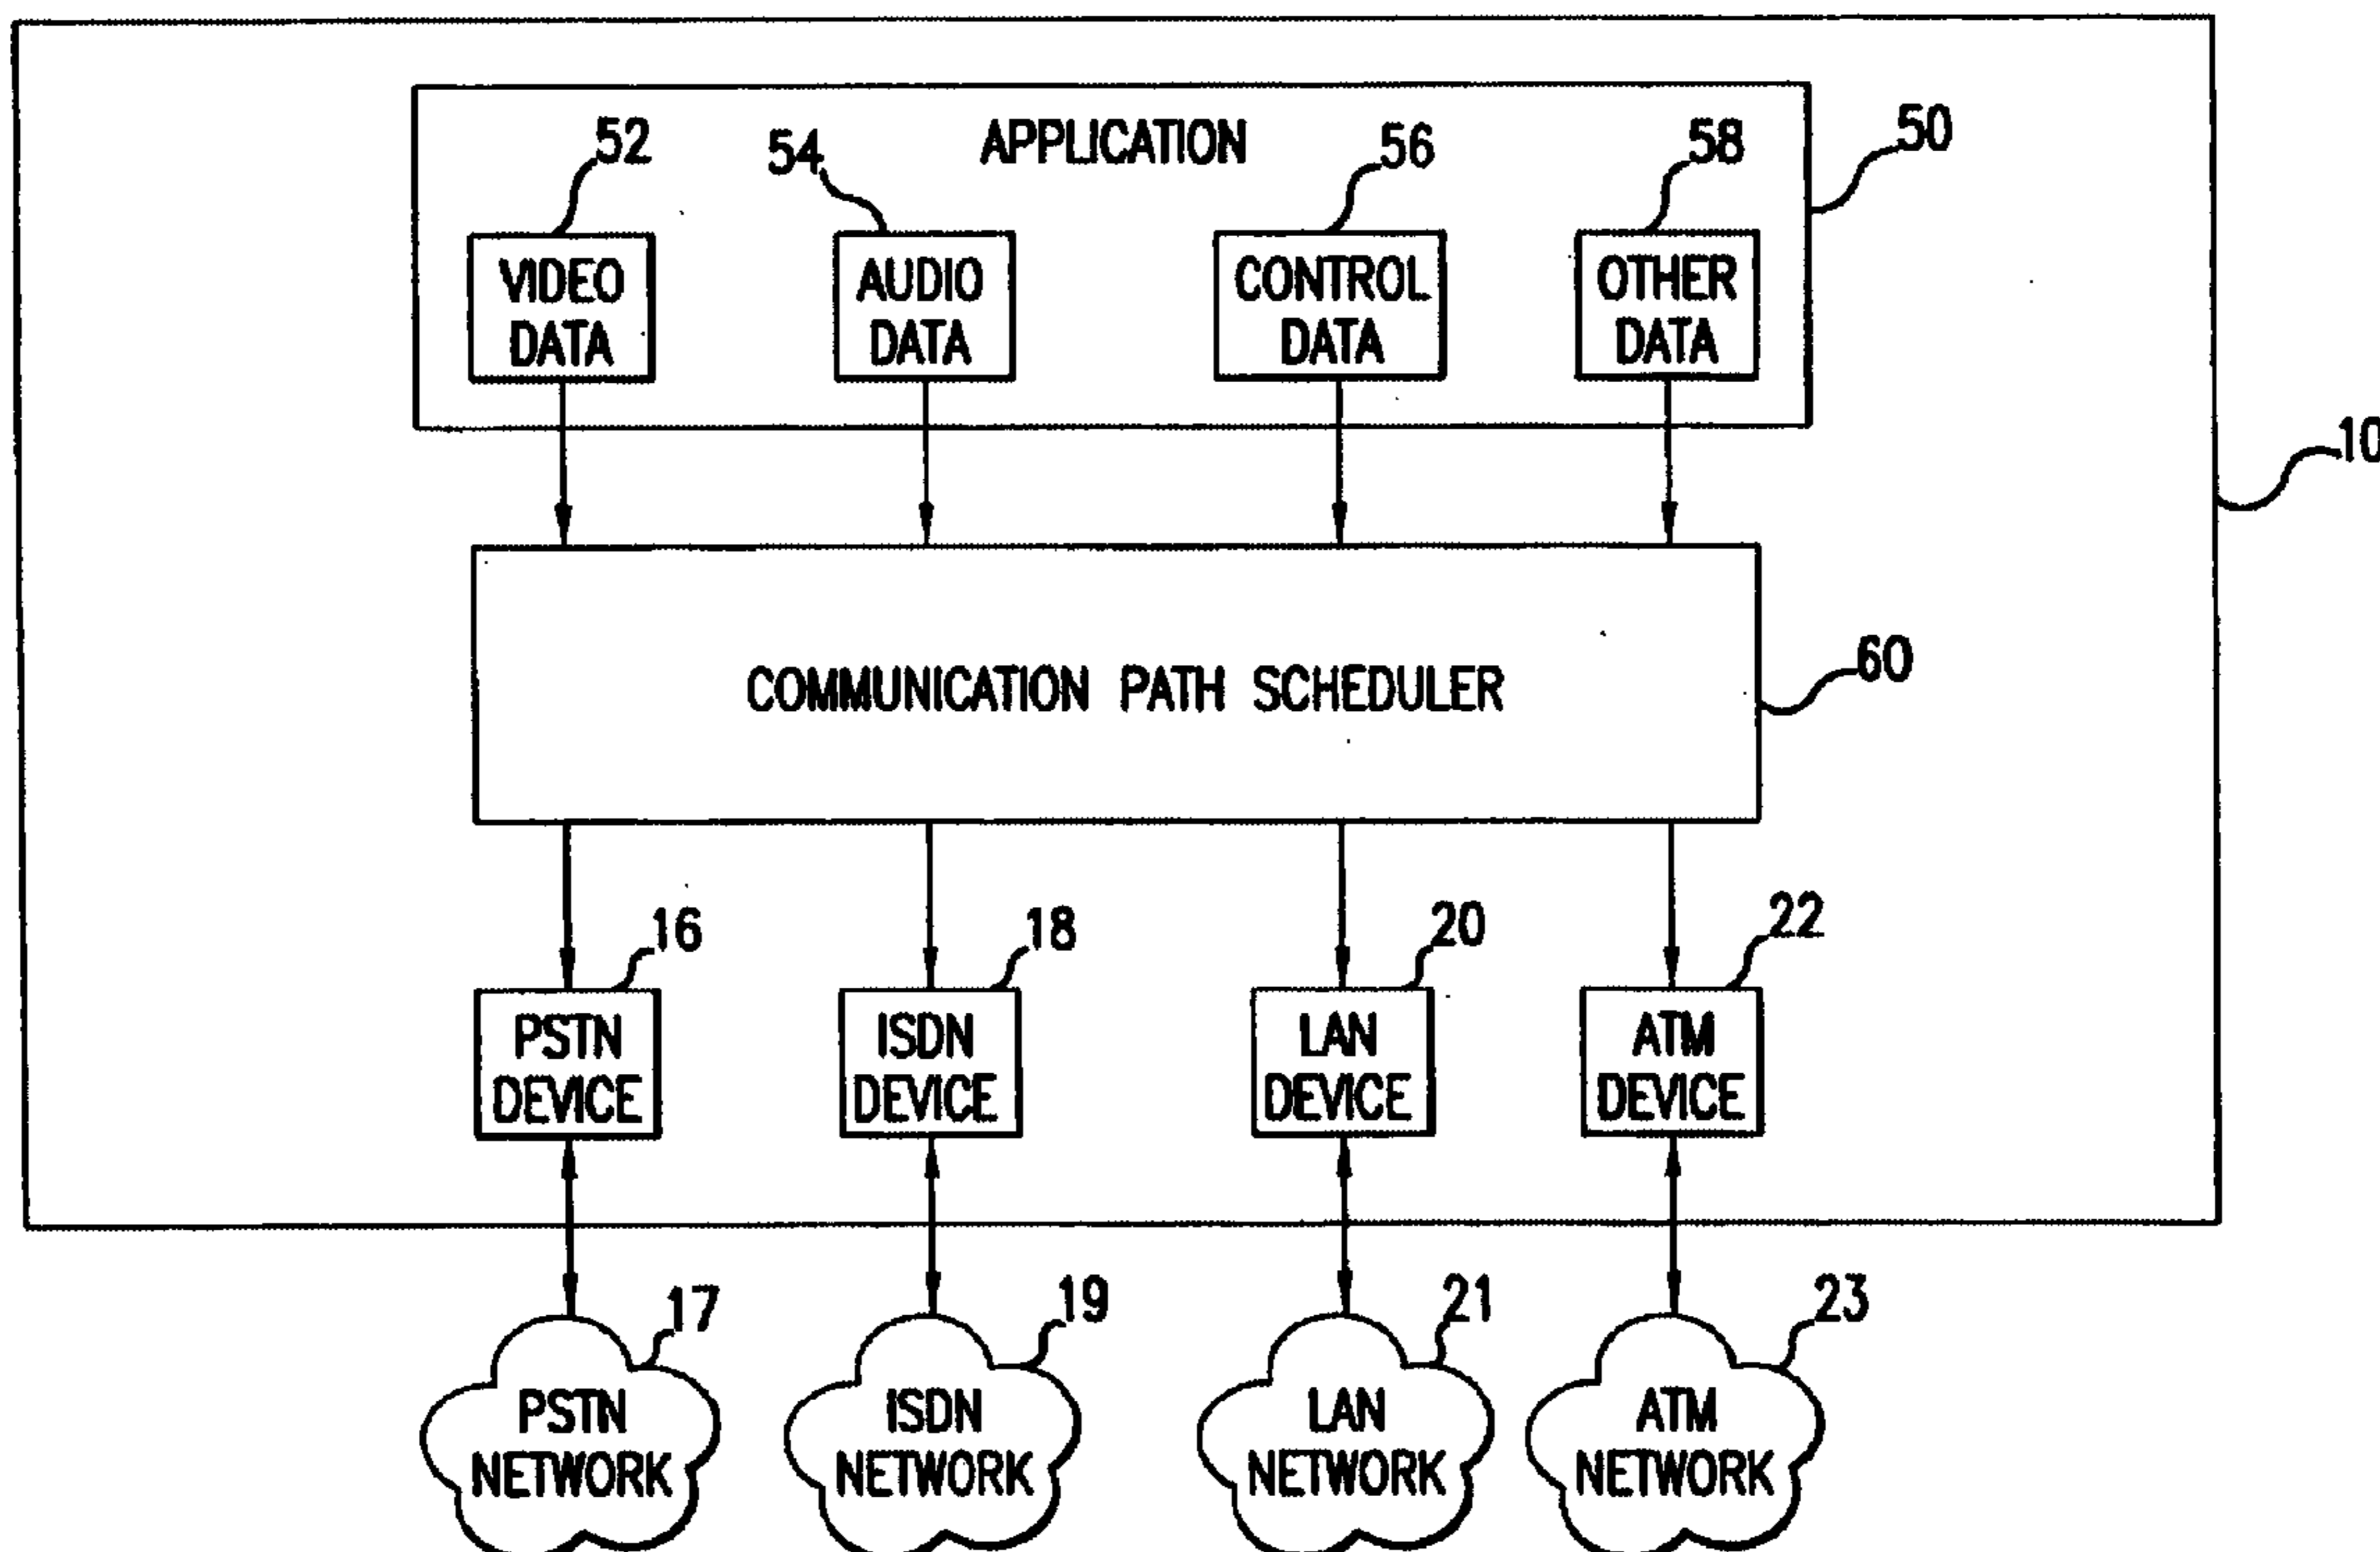 52
54
APPLICATION
56
58
50
VIDEO
DATA
AUDIO
DATA
CONTROL
DATA
OTHER
DATA
10
COMMUNICATION PATH SCHEDULER
60
16
18
20
22
PSTN
DEVICE
ISDN
DEVICE
LAN
DEVICE
ATM
DEVICE
17
19
21
23
PSTN
NETWORK
ISDN
NETWORK
LAN
NETWORK
ATM
NETWORK